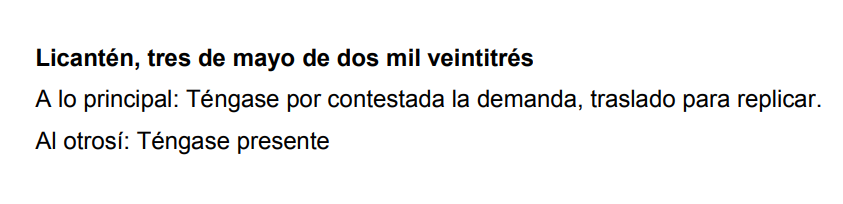 Licantén, tres de mayo de dos mil veintitrés
A lo principal: Téngase por contestada la demanda, traslado para replicar.
Al otrosí: Téngase presente